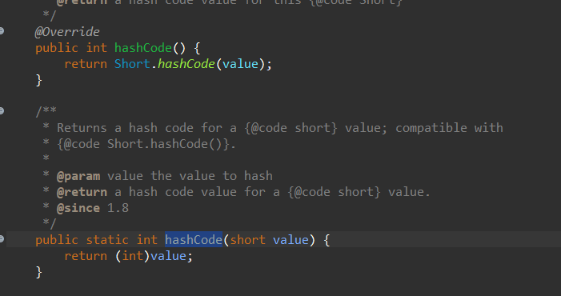 @return a hash code value for this {@code Short}
*/
@Override
public int hashCode() {
return Short.hashCode(value);
}
/**
* Returns a hash code for a {@code short} value; compatible with
* {@code Short.hashCode()}.
*
* @param value the value to hash
* @return a hash code value for a {@code short} value.
* @since 1.8
*/
public static int hashCode(short value) {
return (int)value;
}